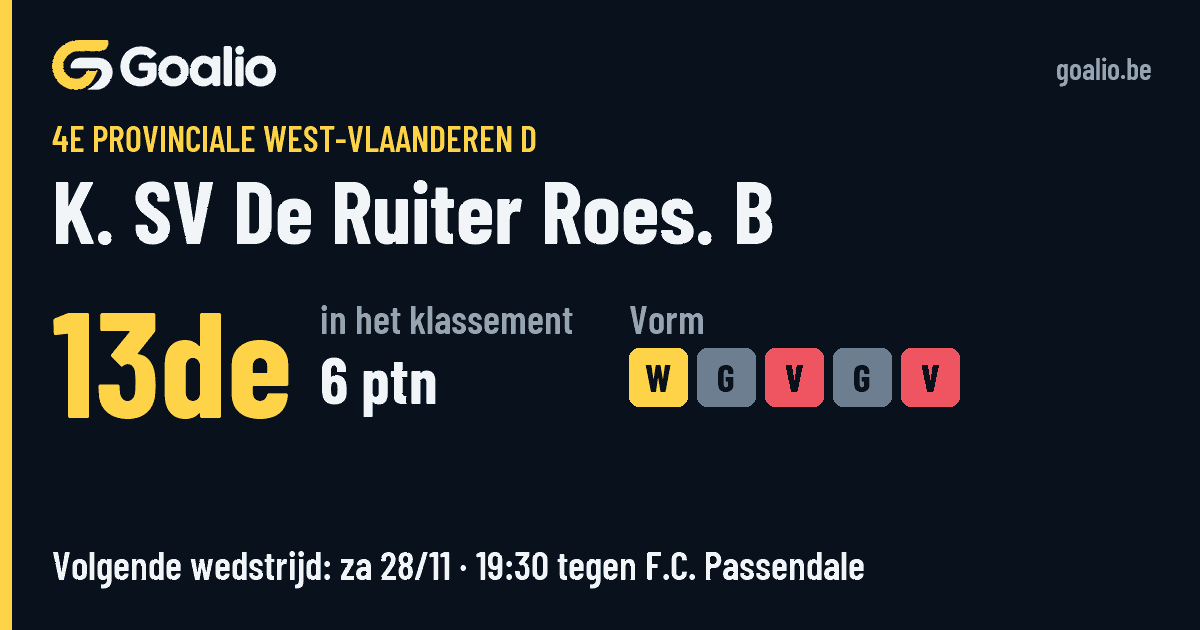 Goalio
goalio.be
4E PROVINCIALE WEST-VLAANDEREN D
K. SV De Ruiter Roes. B
13de
in het klassement
6 ptn
Vorm
W G V G V
Volgende wedstrijd: za 28/11 · 19:30 tegen F.C. Passendale